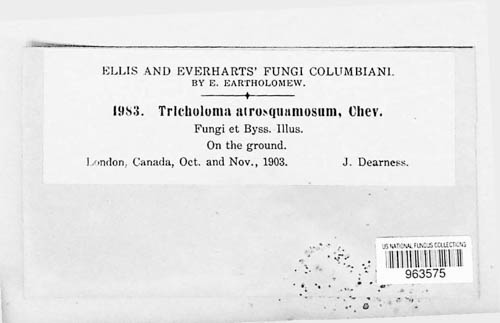 ELLIS AND EVERHARTS' FUNGI COLUMBIANI.
BY E. EARTHOLOMEW.
1983. Tricholoma atrosquamosum, Chev.
Fungi et Byss. Illus.
On the ground.
London, Canada, Oct. and Nov., 1903. J. Dearness.
US NATIONAL FUNGUS COLLECTIONS
963575